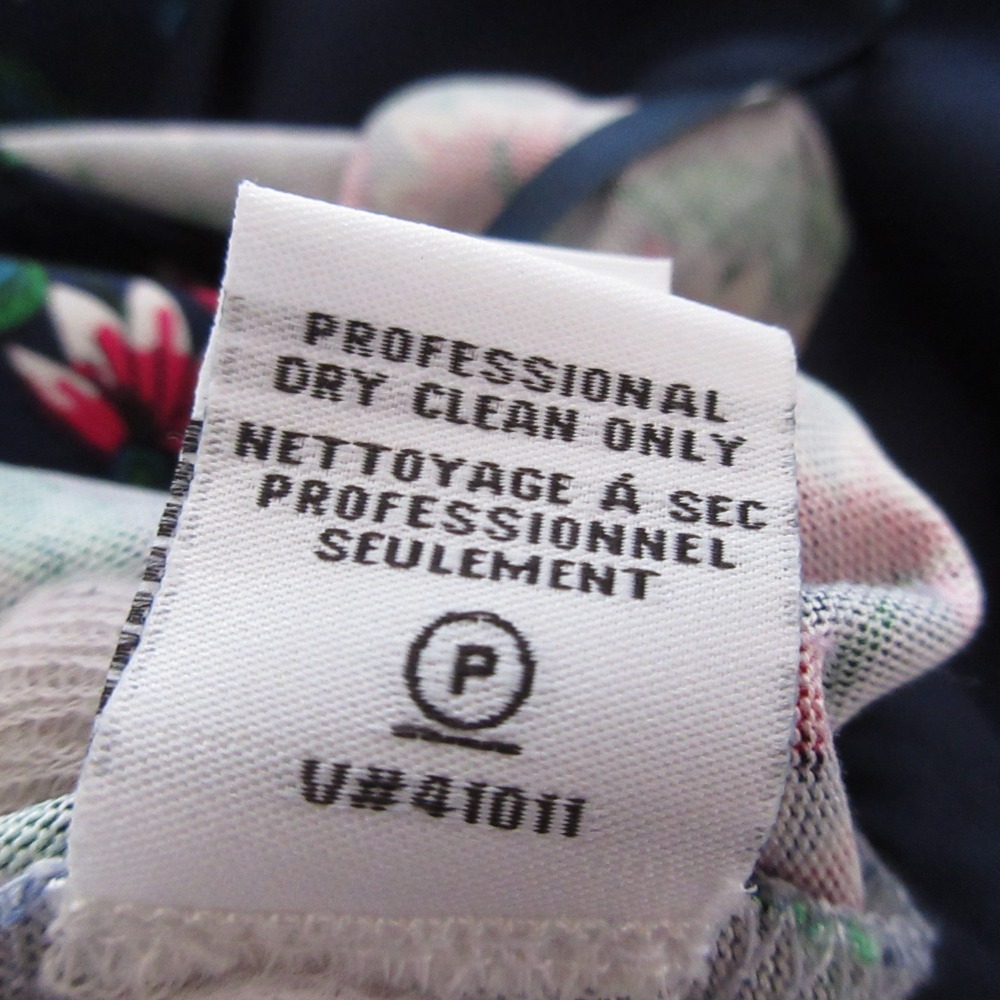 PROFESSIONAL
DRY CLEAN ONLY
NETTOYAGE Á SEC
PROFESSIONNEL
SEULEMENT
P
V#41011